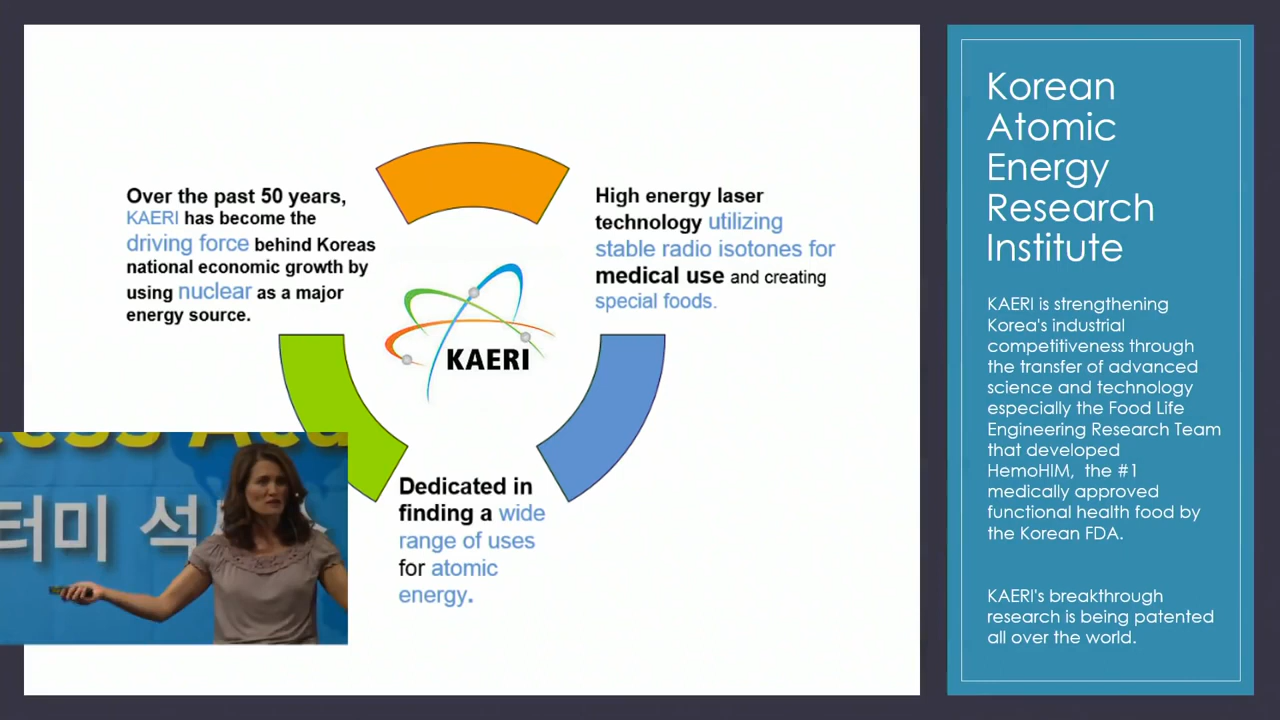 Over the past 50 years,
KAERI has become the
driving force behind Koreas
national economic growth by
using nuclear as a major
energy source.
High energy laser
technology utilizing
stable radio isotones for
medical use and creating
special foods.
KAERI
Dedicated in
finding a wide
range of uses
for atomic
energy.
터미
Korean
Atomic
Energy
Research
Institute
KAERI is strengthening
Korea's industrial
competitiveness through
the transfer of advanced
science and technology
especially the Food Life
Engineering Research Team
that developed
HemoHIM, the #1
medically approved
functional health food by
the Korean FDA.
KAERI's breakthrough
research is being patented
all over the world.